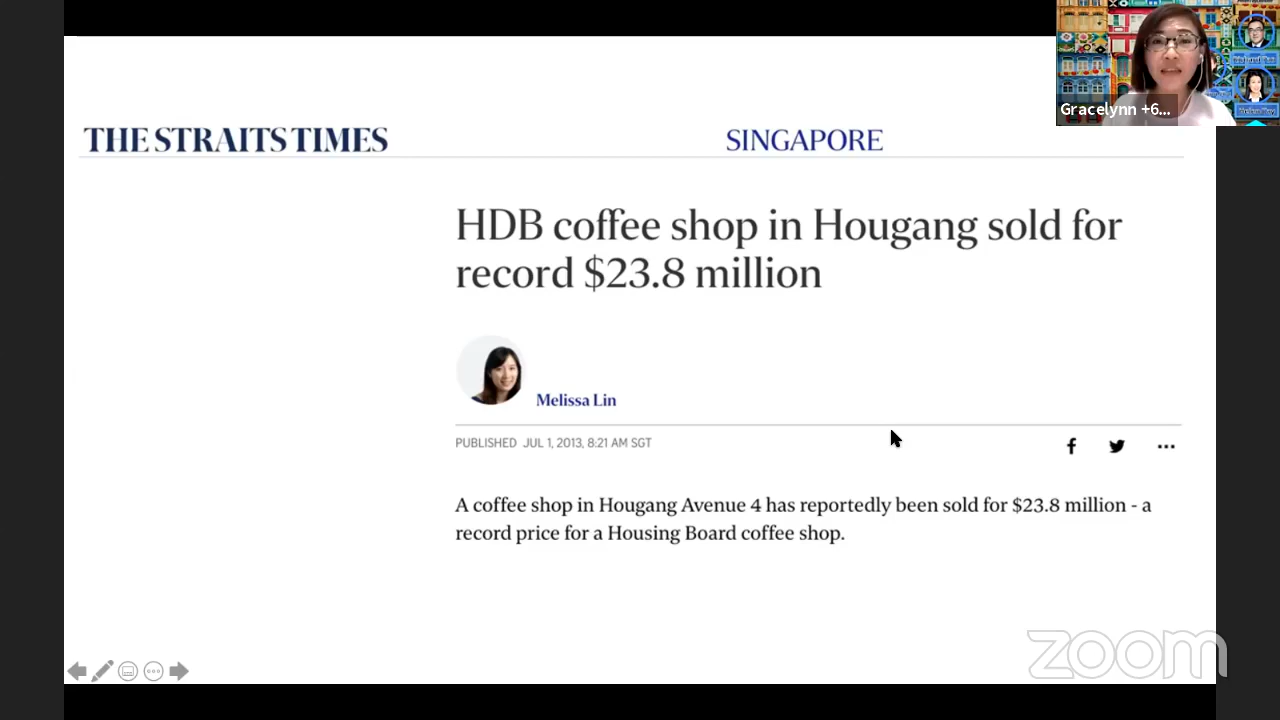 Gracelynn +6...
THE STRAITS TIMES
SINGAPORE
HDB coffee shop in Hougang sold for
record $23.8 million
Melissa Lin
PUBLISHED JUL 1, 2013, 8:21 AM SGT
A coffee shop in Hougang Avenue 4 has reportedly been sold for $23.8 million - a
record price for a Housing Board coffee shop.
zoom